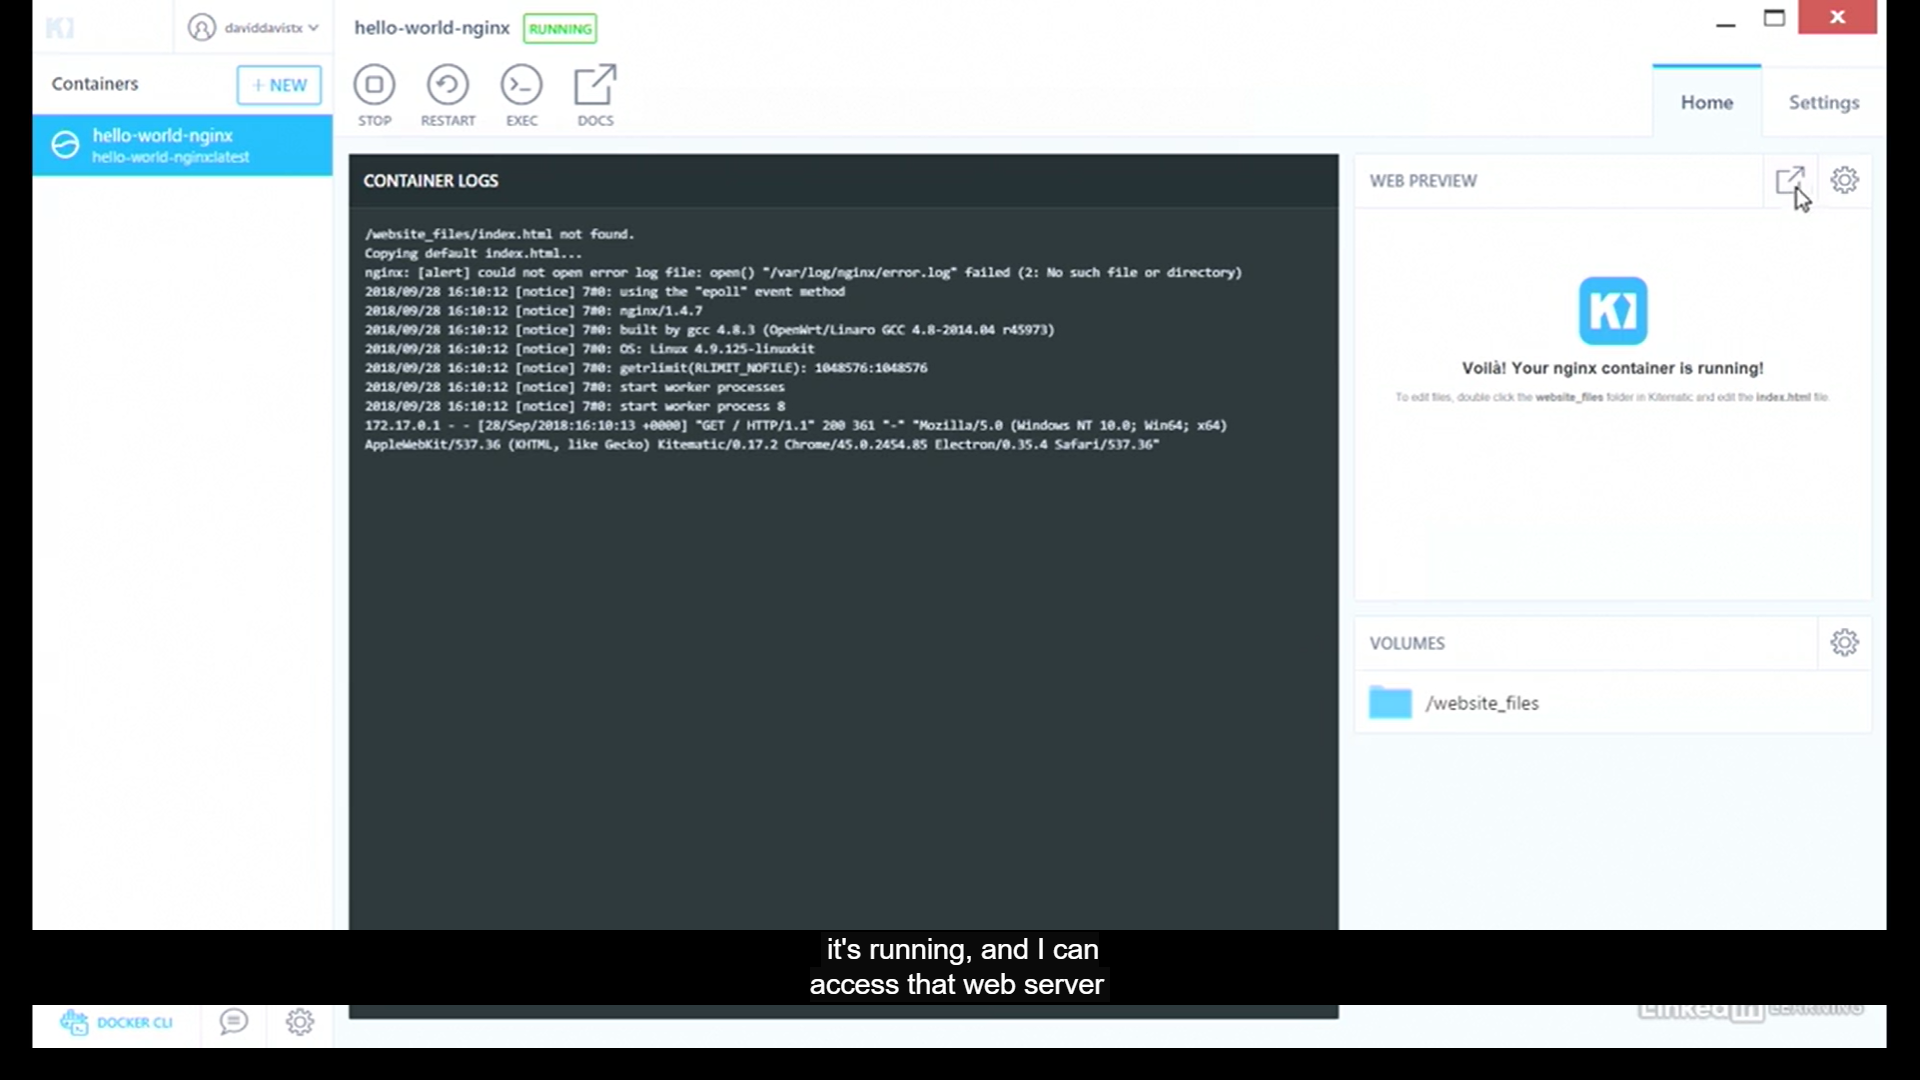 daviddavistx
hello-world-nginx
RUNNING
Containers
+ NEW
STOP
RESTART
EXEC
DOCS
Home
Settings
hello-world-nginx
hello-world-nginx:latest
CONTAINER LOGS
/website_files/index.html not found.
Copying default index.html...
nginx: [alert] could not open error log file: open() "/var/log/nginx/error.log" failed (2: No such file or directory)
2018/09/28 16:10:12 [notice] 7#0: using the "epoll" event method
2018/09/28 16:10:12 [notice] 7#0: nginx/1.4.7
2018/09/28 16:10:12 [notice] 7#0: built by gcc 4.8.3 (OpenWrt/Linaro GCC 4.8-2014.04 r45973)
2018/09/28 16:10:12 [notice] 7#0: OS: Linux 4.9.125-linuxkit
2018/09/28 16:10:12 [notice] 7#0: getrlimit(RLIMIT_NOFILE): 1048576:1048576
2018/09/28 16:10:12 [notice] 7#0: start worker processes
2018/09/28 16:10:12 [notice] 7#0: start worker process 8
172.17.0.1 - - [28/Sep/2018:16:10:13 +0000] "GET / HTTP/1.1" 200 361 "-" "Mozilla/5.0 (Windows NT 10.0; Win64; x64)
AppleWebKit/537.36 (KHTML, like Gecko) Kitematic/0.17.2 Chrome/45.0.2454.85 Electron/0.35.4 Safari/537.36"
WEB PREVIEW
Voilà! Your nginx container is running!
To edit files, double click the website_files folder in Kitematic and edit the index.html file.
VOLUMES
/website_files
it's running, and I can
access that web server
DOCKER CLI
LinkedIn LEARNING